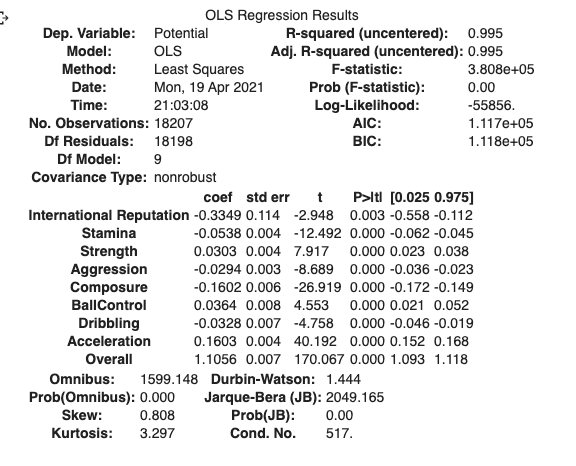 OLS Regression Results
Dep. Variable: Potential R-squared (uncentered): 0.995
Model: OLS Adj. R-squared (uncentered): 0.995
Method: Least Squares F-statistic: 3.808e+05
Date: Mon, 19 Apr 2021 Prob (F-statistic): 0.00
Time: 21:03:08 Log-Likelihood: -55856.
No. Observations: 18207 AIC: 1.117e+05
Df Residuals: 18198 BIC: 1.118e+05
Df Model: 9
Covariance Type: nonrobust
coef std err t P>|t| [0.025 0.975]
International Reputation -0.3349 0.114 -2.948 0.003 -0.558 -0.112
Stamina -0.0538 0.004 -12.492 0.000 -0.062 -0.045
Strength 0.0303 0.004 7.917 0.000 0.023 0.038
Aggression -0.0294 0.003 -8.689 0.000 -0.036 -0.023
Composure -0.1602 0.006 -26.919 0.000 -0.172 -0.149
BallControl 0.0364 0.008 4.553 0.000 0.021 0.052
Dribbling -0.0328 0.007 -4.758 0.000 -0.046 -0.019
Acceleration 0.1603 0.004 40.192 0.000 0.152 0.168
Overall 1.1056 0.007 170.067 0.000 1.093 1.118
Omnibus: 1599.148 Durbin-Watson: 1.444
Prob(Omnibus): 0.000 Jarque-Bera (JB): 2049.165
Skew: 0.808 Prob(JB): 0.00
Kurtosis: 3.297 Cond. No. 517.